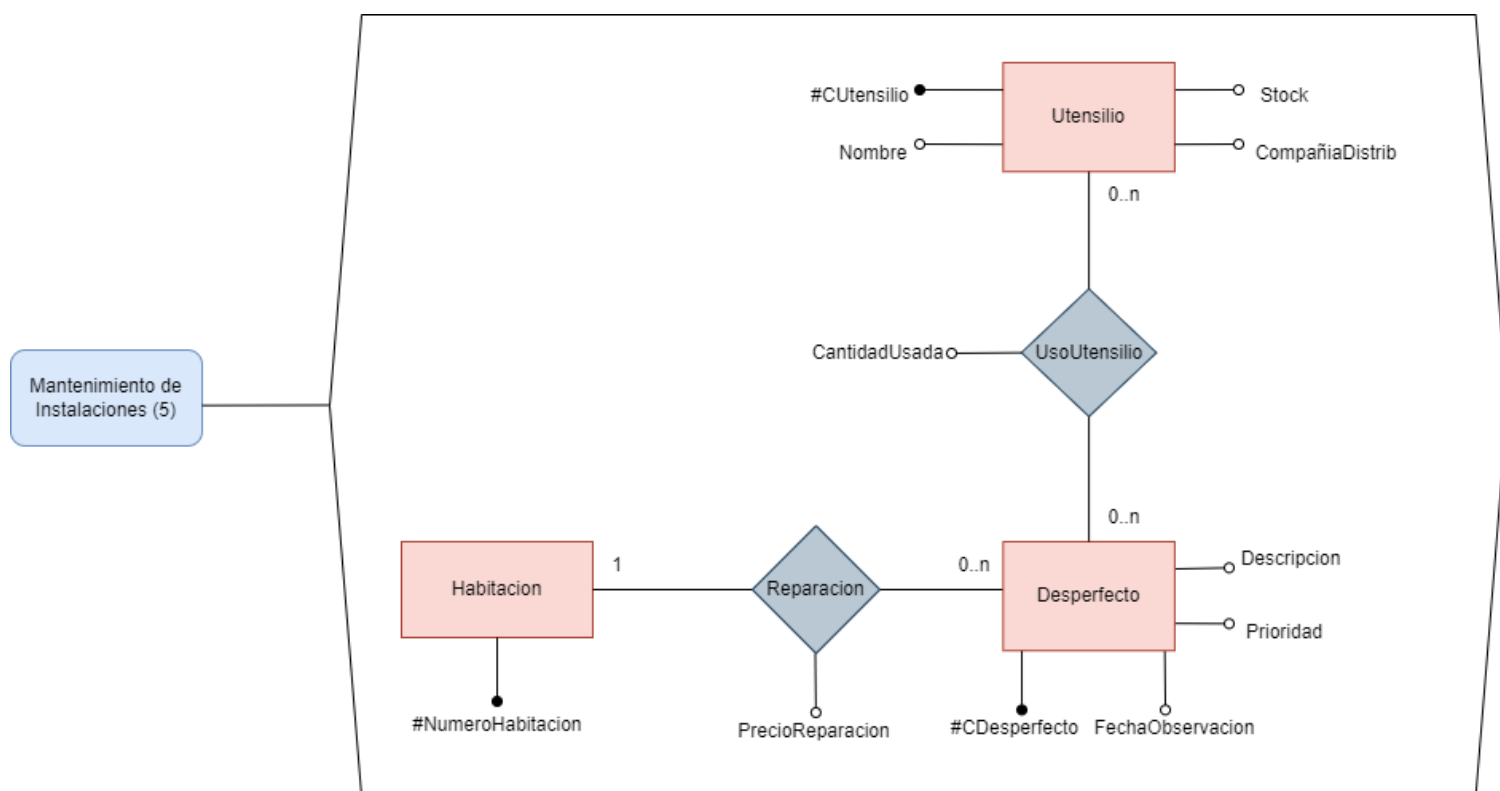 #CUtensilio
Utensilio
Stock
Nombre
CompañiaDistrib
0..n
CantidadUsada
UsoUtensilio
Mantenimiento de
Instalaciones (5)
0..n
Habitacion
1
Reparacion
0..n
Desperfecto
Descripcion
Prioridad
#NumeroHabitacion
PrecioReparacion
#CDesperfecto
FechaObservacion